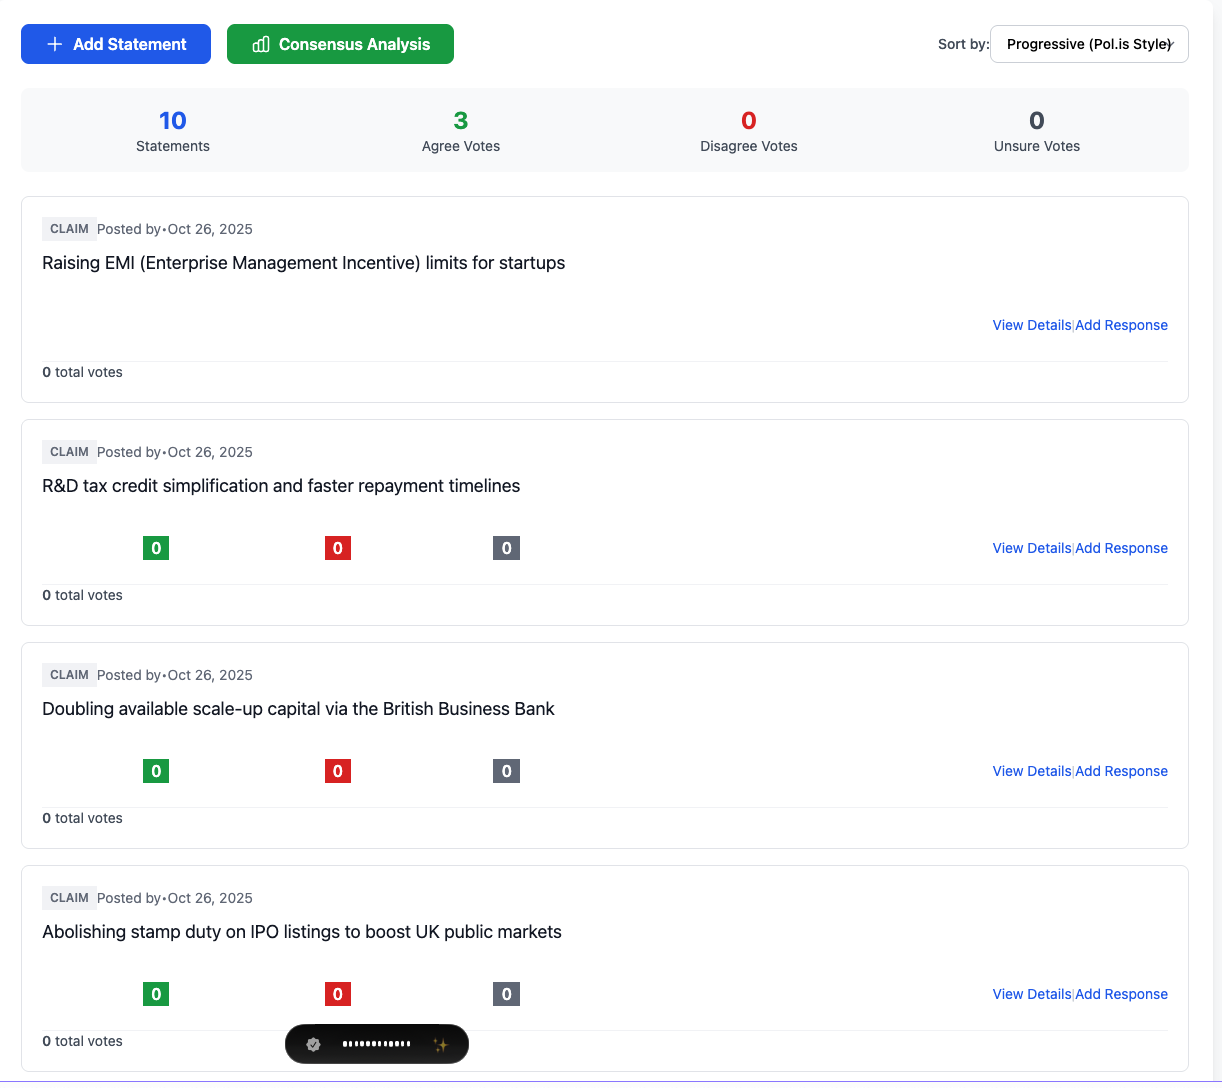 Add Statement
Consensus Analysis
Sort by: Progressive (Pol.is Style)
10
Statements
3
Agree Votes
0
Disagree Votes
0
Unsure Votes
CLAIM Posted by•Oct 26, 2025
Raising EMI (Enterprise Management Incentive) limits for startups
View Details|Add Response
0 total votes
CLAIM Posted by•Oct 26, 2025
R&D tax credit simplification and faster repayment timelines
0 0 0 View Details|Add Response
0 total votes
CLAIM Posted by•Oct 26, 2025
Doubling available scale-up capital via the British Business Bank
0 0 0 View Details|Add Response
0 total votes
CLAIM Posted by•Oct 26, 2025
Abolishing stamp duty on IPO listings to boost UK public markets
0 0 0 View Details|Add Response
0 total votes